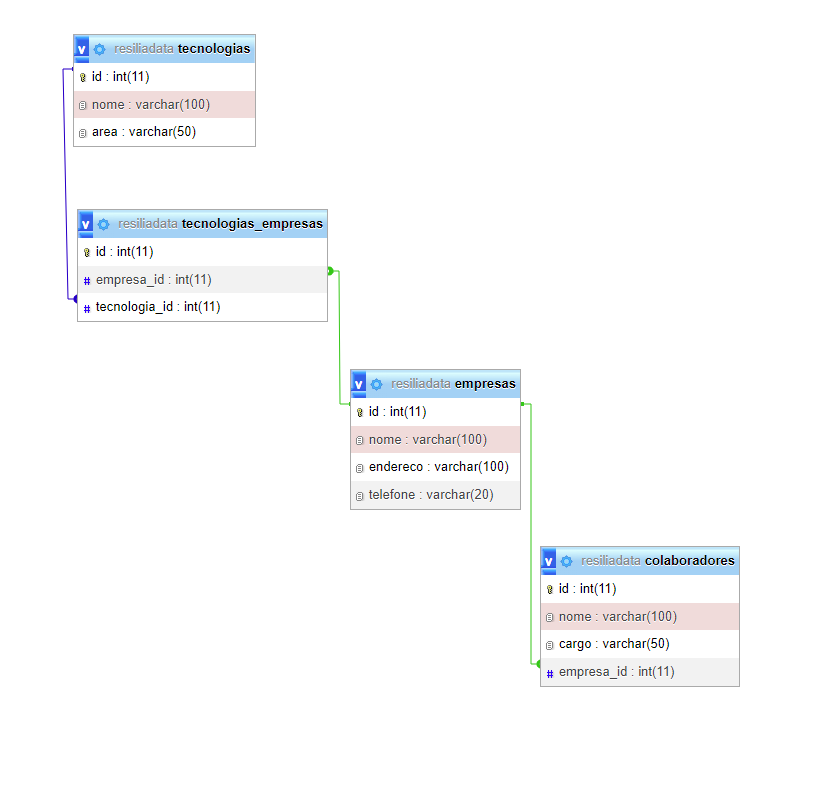 v resiliadata tecnologias
id : int(11)
nome : varchar(100)
area : varchar(50)
v resiliadata tecnologias_empresas
id : int(11)
# empresa_id : int(11)
# tecnologia_id : int(11)
v resiliadata empresas
id : int(11)
nome : varchar(100)
endereco : varchar(100)
telefone : varchar(20)
v resiliadata colaboradores
id : int(11)
nome : varchar(100)
cargo : varchar(50)
# empresa_id : int(11)